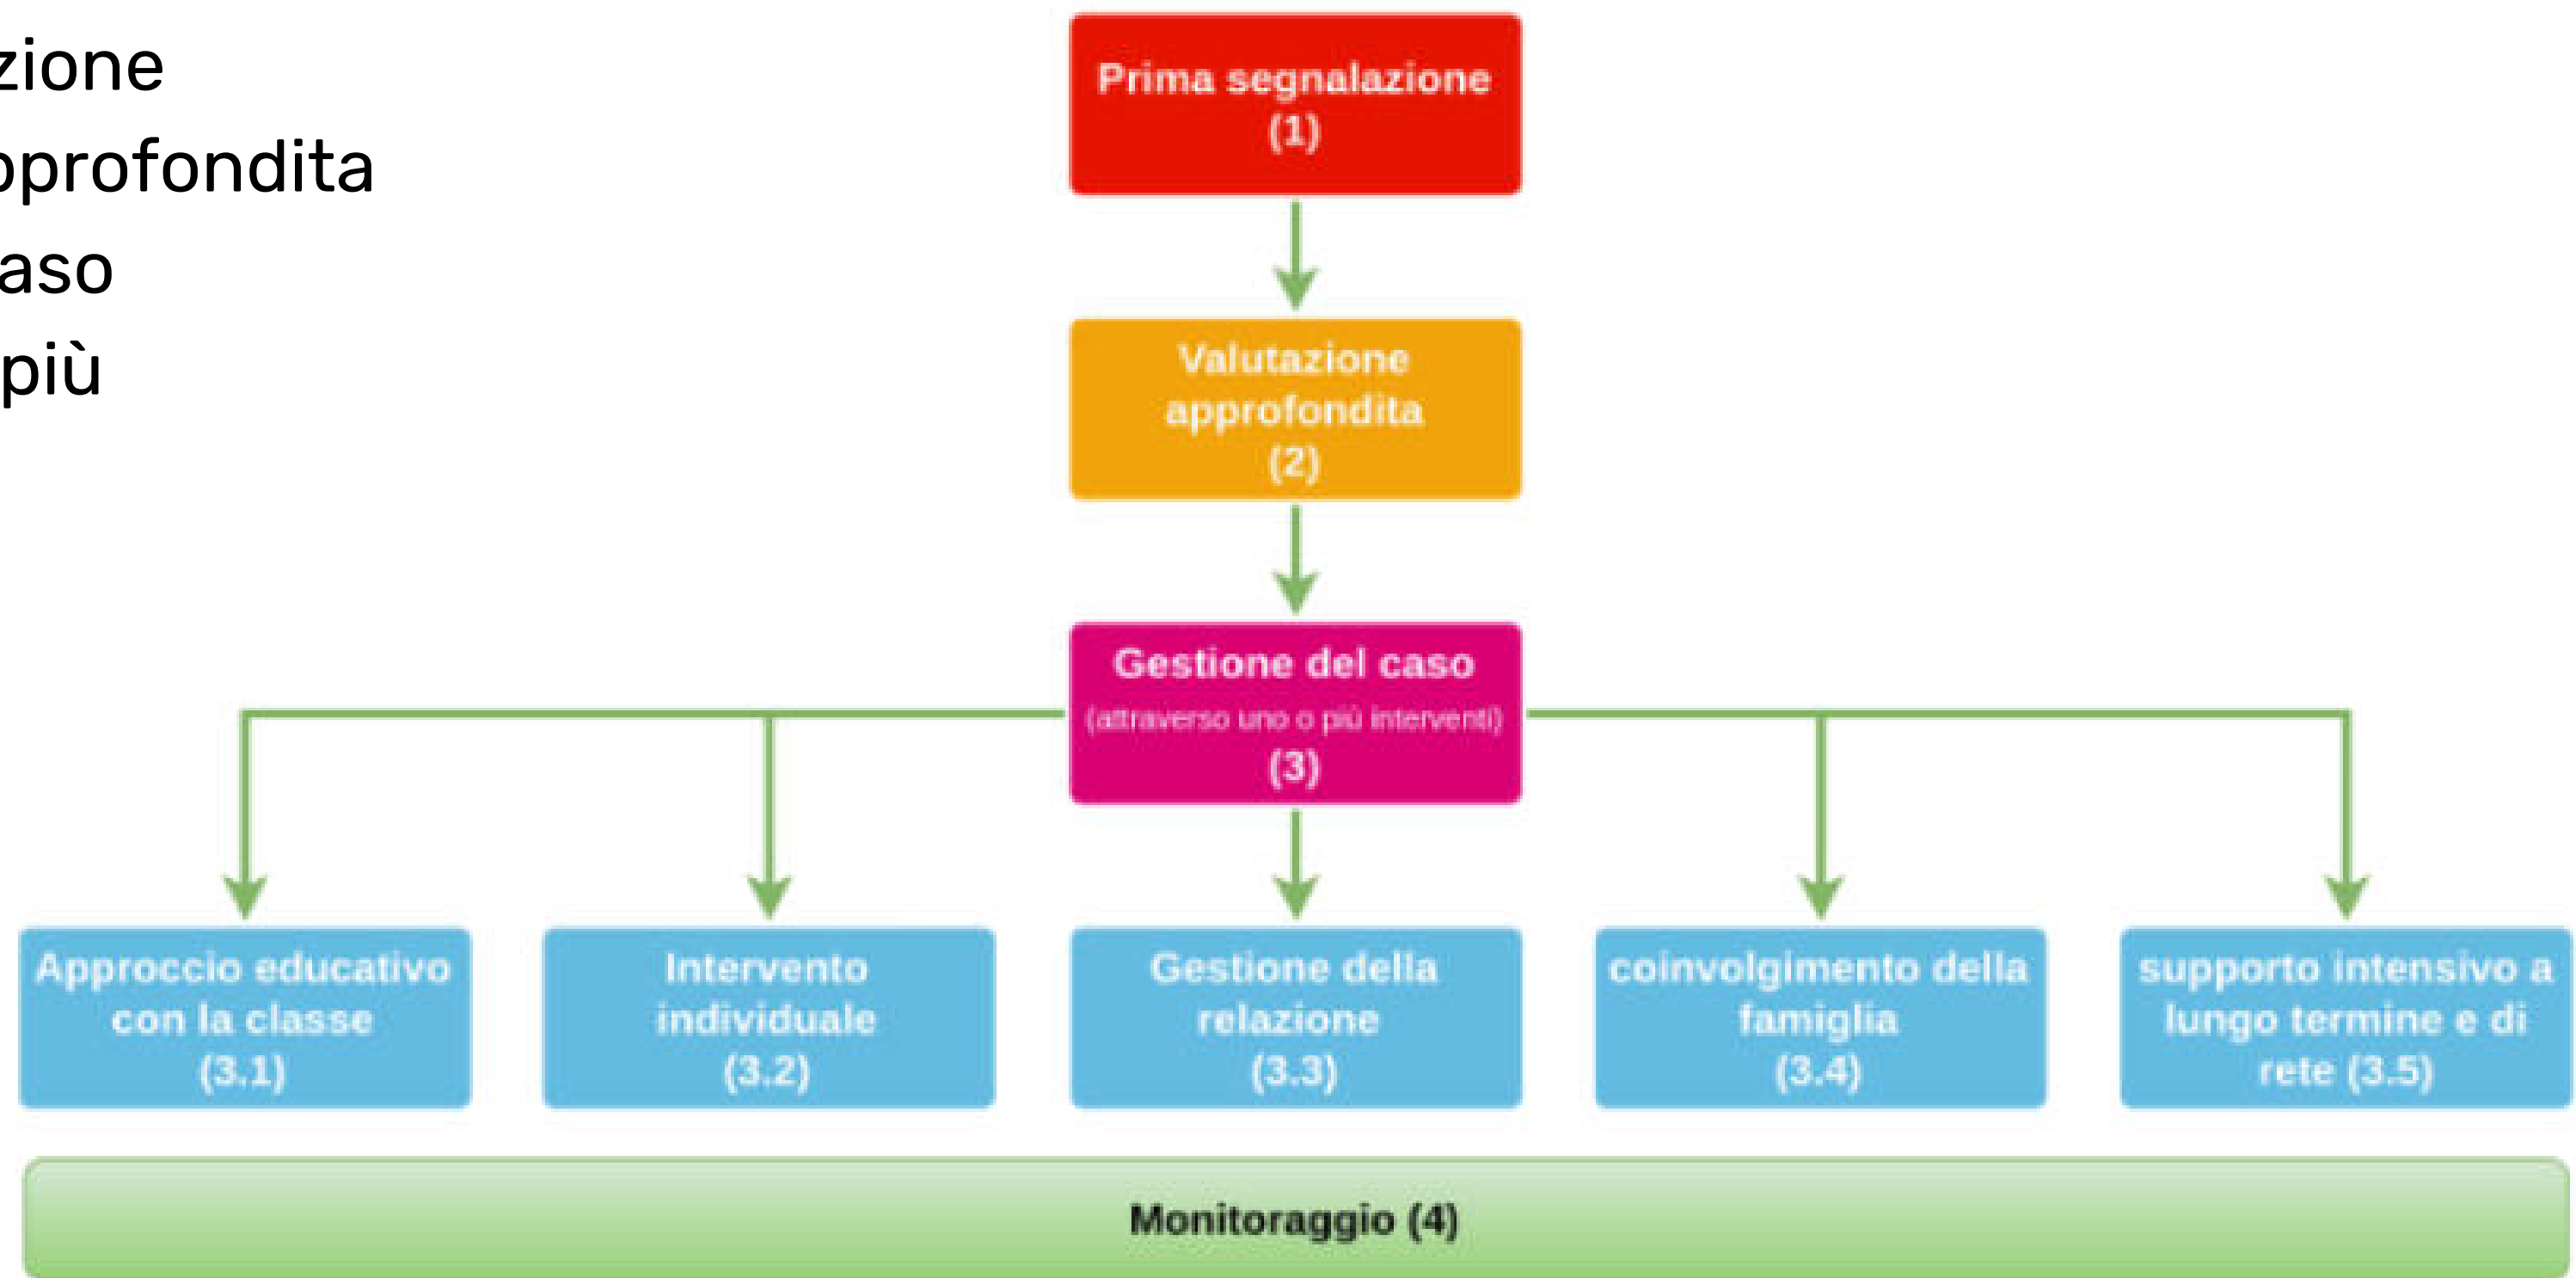 zione
pprofondita
aso
più
Prima segnalazione
(1)
Valutazione
approfondita
(2)
Gestione del caso
(attraverso uno o più interventi)
(3)
Approccio educativo
con la classe
(3.1)
Intervento
individuale
(3.2)
Gestione della
relazione
(3.3)
coinvolgimento della
famiglia
(3.4)
supporto intensivo a
lungo termine e di
rete (3.5)
Monitoraggio (4)